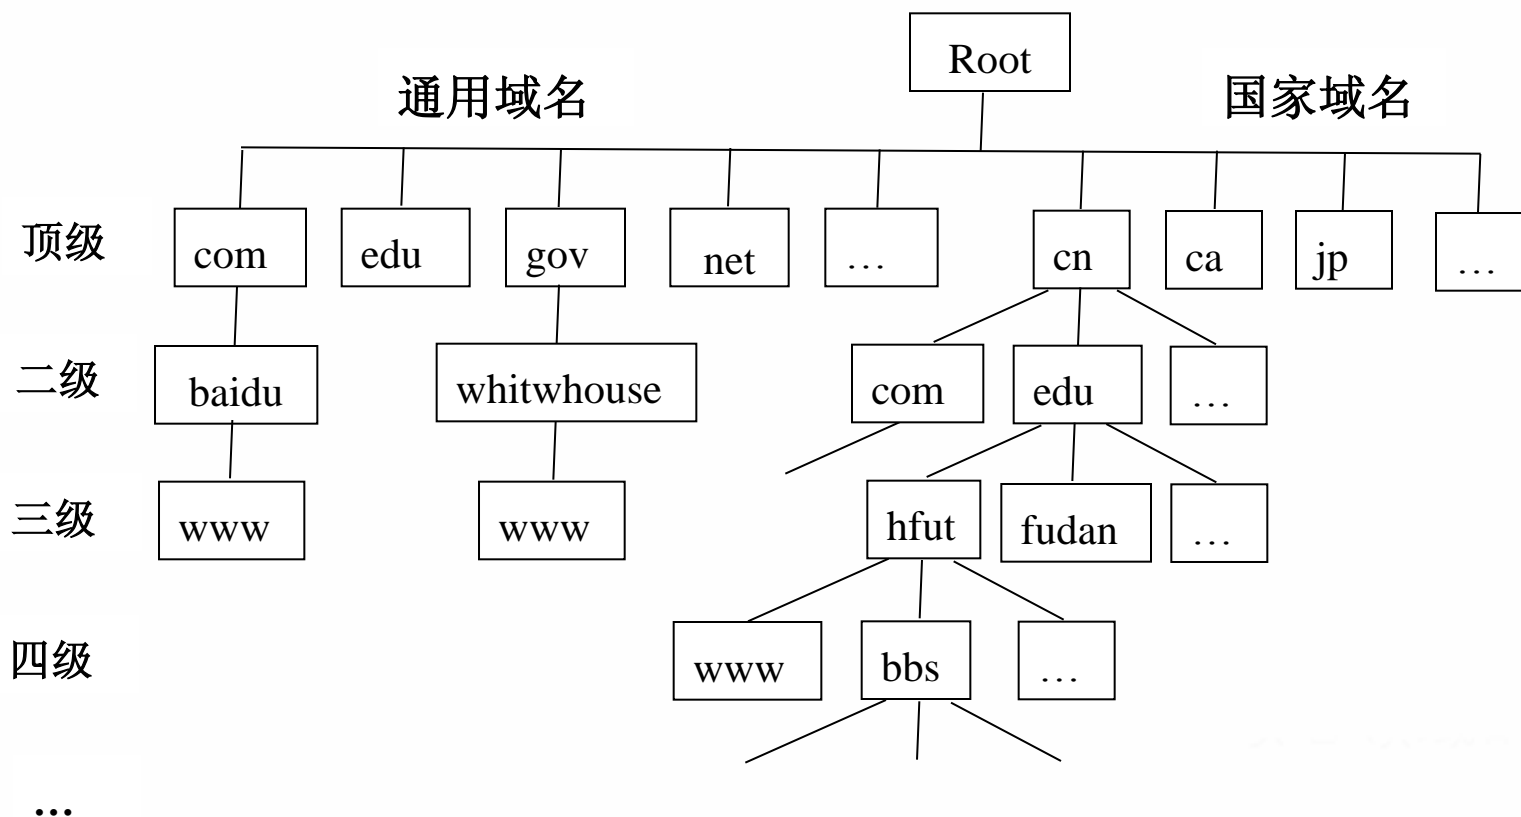 Root
通用域名 国家域名
顶级 com edu gov net … cn ca jp …
二级 baidu whitwhouse com edu …
三级 www www hfut fudan …
四级 www bbs …
...